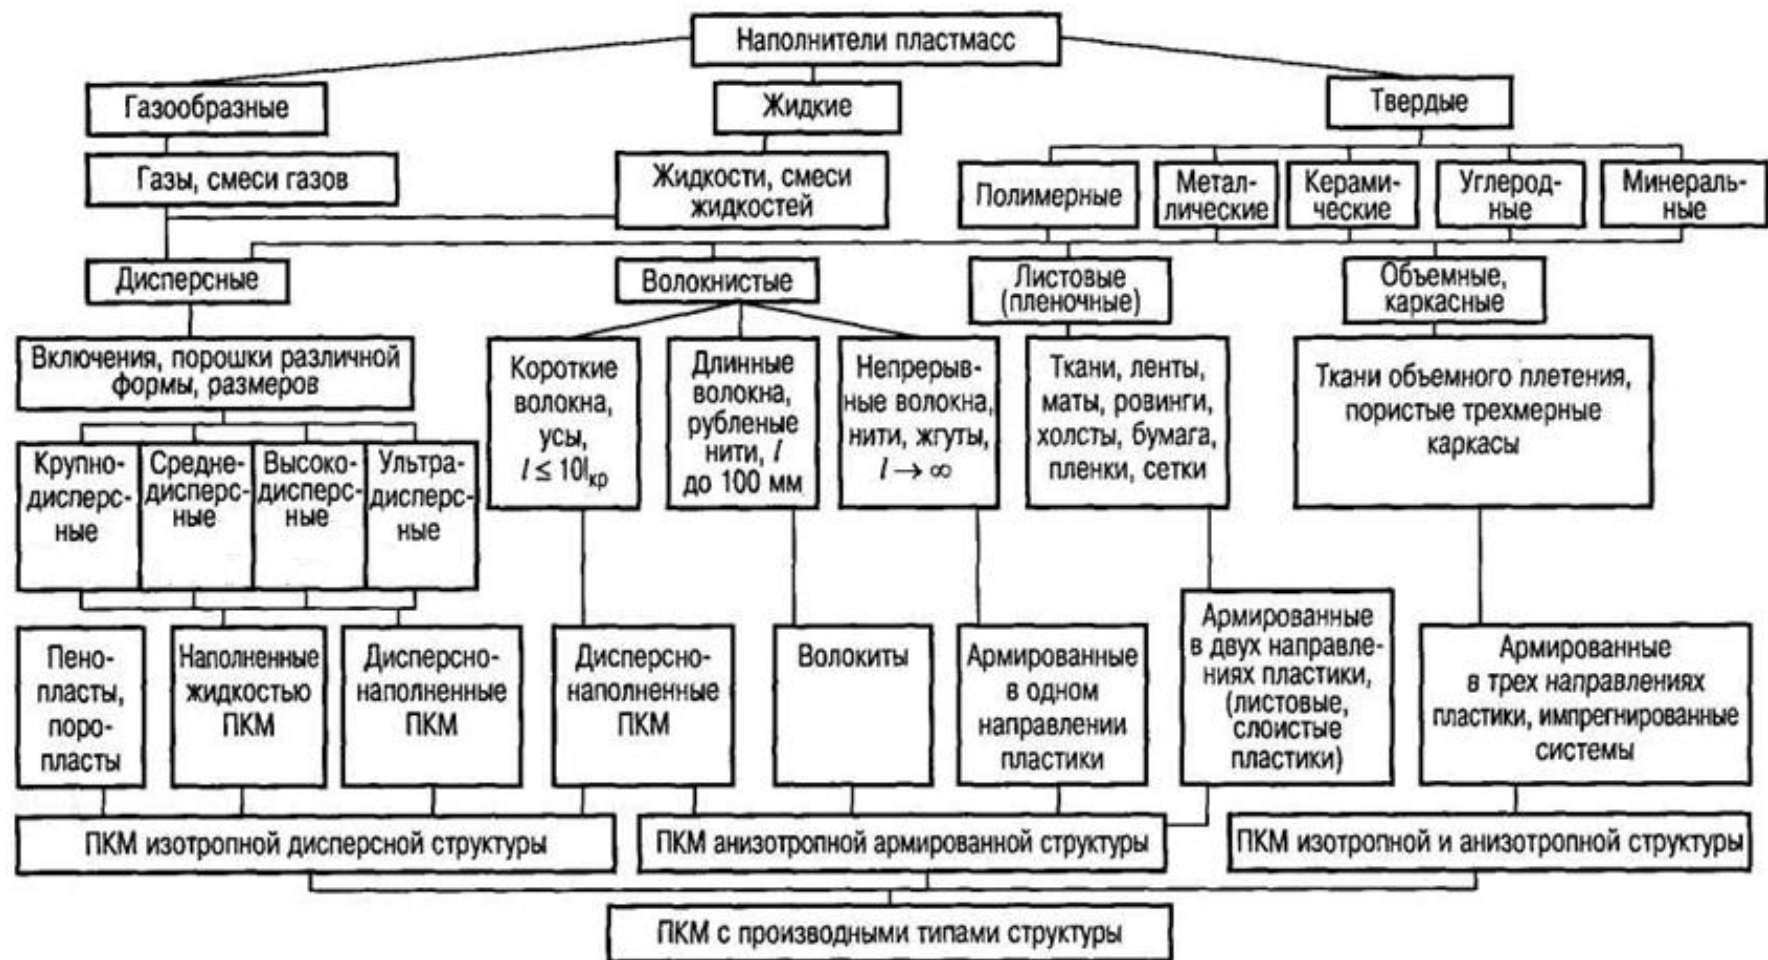 Наполнители пластмасс
Газообразные
Жидкие
Твердые
Газы, смеси газов
Жидкости, смеси
жидкостей
Полимерные
Метал-
лические
Керами-
ческие
Углерод-
ные
Минераль-
ные
Дисперсные
Волокнистые
Листовые
(пленочные)
Объемные,
каркасные
Включения, порошки различной
формы, размеров
Короткие
волокна,
усы,
l ≤ 10lкр
Длинные
волокна,
рубленые
нити, l
до 100 мм
Непрерыв-
ные волокна,
нити, жгуты,
l → ∞
Ткани, ленты,
маты, ровинги,
холсты, бумага,
пленки, сетки
Ткани объемного плетения,
пористые трехмерные
каркасы
Крупно-
дисперс-
ные
Средне-
дисперс-
ные
Высоко-
дисперс-
ные
Ультра-
дисперс-
ные
Пено-
пласты,
поро-
пласты
Наполненные
жидкостью
ПКМ
Дисперсно-
наполненные
ПКМ
Дисперсно-
наполненные
ПКМ
Волокиты
Армированные
в одном
направлении
пластики
Армированные
в двух направле-
ниях пластики,
(листовые,
слоистые
пластики)
Армированные
в трех направлениях
пластики, импрегнированные
системы
ПКМ изотропной дисперсной структуры
ПКМ анизотропной армированной структуры
ПКМ изотропной и анизотропной структуры
ПКМ с производными типами структуры